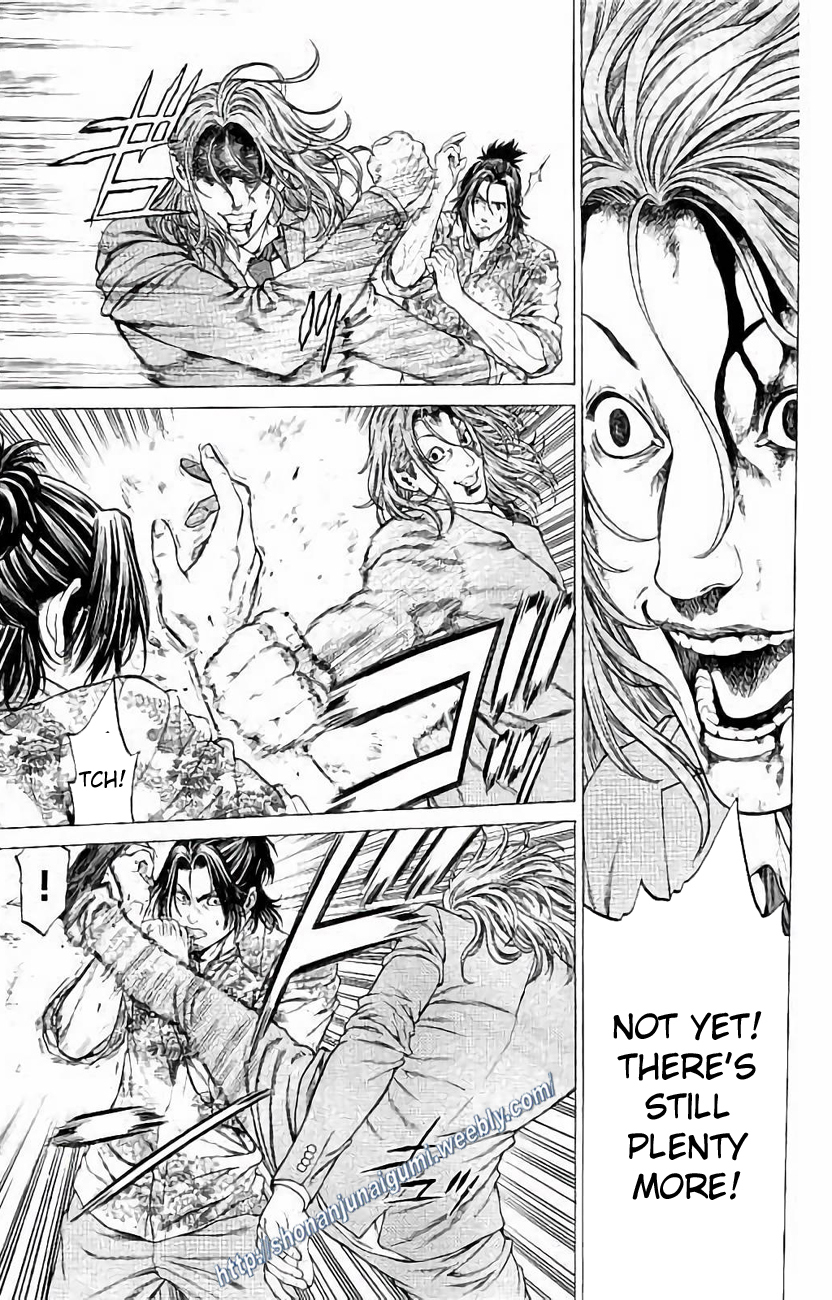 NOT YET!
THERE'S
STILL
PLENTY
MORE!
TCH!
!
http://shonanjunaigumi.weebly.com/